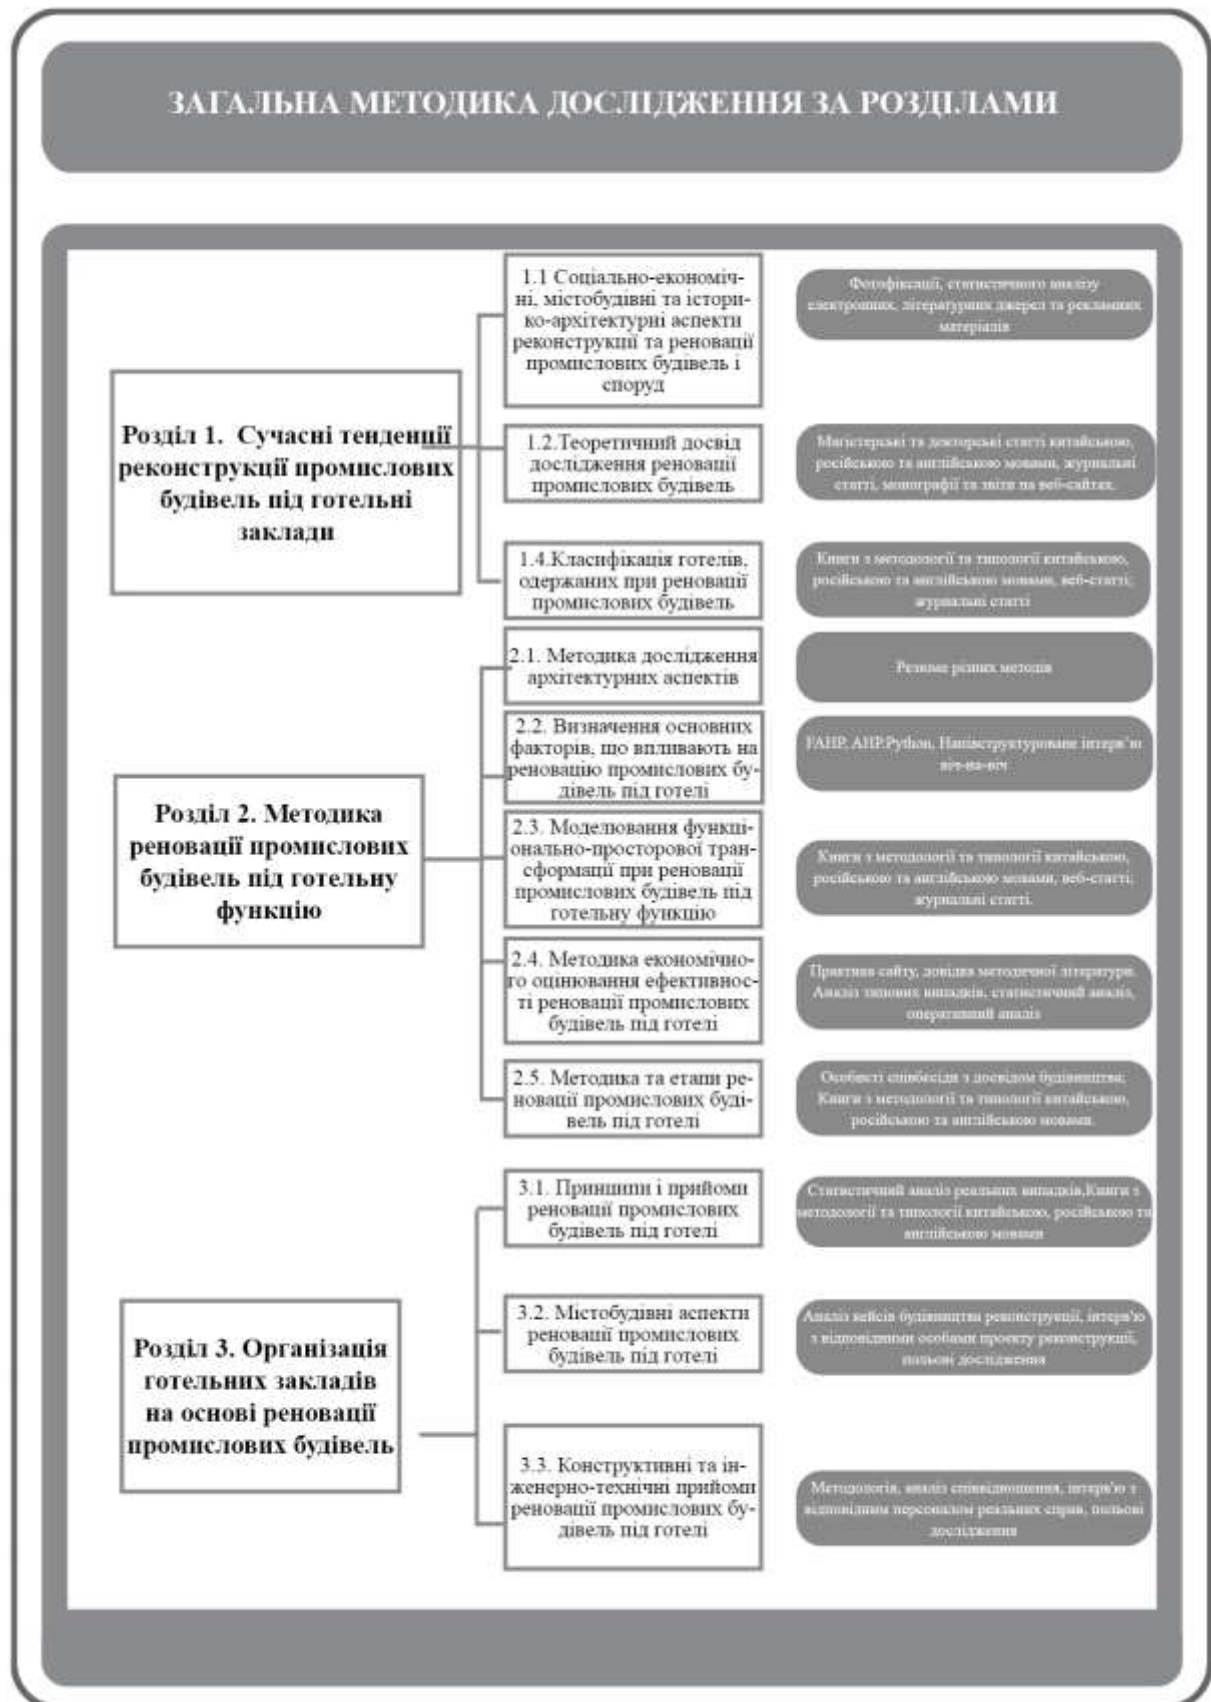 ЗАГАЛЬНА МЕТОДИКА ДОСЛІДЖЕННЯ ЗА РОЗДІЛАМИ
Розділ 1. Сучасні тенденції
реконструкції промислових
будівель під готельні
заклади
1.1 Соціально-економіч-
ні, містобудівні та істори-
ко-архітектурні аспекти
реконструкції та реновації
промислових будівель і
споруд
Фотофіксації, статистичного аналізу
електронних, літературних джерел та рекламних
матеріалів
1.2.Теоретичний досвід
дослідження реновації
промислових будівель
Магістерські та докторські статті китайською,
російською та англійською мовами, журнальні
статті, монографії та звіти на веб-сайтах.
1.4.Класифікація готелів,
одержаних при реновації
промислових будівель
Книги з методології та типології китайською,
російською та англійською мовами, веб-статті;
журнальні статті
Розділ 2. Методика
реновації промислових
будівель під готельну
функцію
2.1. Методика дослідження
архітектурних аспектів
Резюме різних методів
2.2. Визначення основних
факторів, що впливають на
реновацію промислових бу-
дівель під готелі
FAHP, AHP.Python, Напівструктуроване інтерв'ю
віч-на-віч
2.3. Моделювання функці-
онально-просторової тран-
сформації при реновації
промислових будівель під
готельну функцію
Книги з методології та типології китайською,
російською та англійською мовами, веб-статті;
журнальні статті.
2.4. Методика економічно-
го оцінювання ефективнос-
ті реновації промислових
будівель під готелі
Практика сайту, довідка методичної літератури.
Аналіз типових випадків, статистичний аналіз,
оперативний аналіз
2.5. Методика та етапи ре-
новації промислових буді-
вель під готелі
Особисті співбесіди з досвідом будівництва;
Книги з методології та типології китайською,
російською та англійською мовами.
Розділ 3. Організація
готельних закладів
на основі реновації
промислових будівель
3.1. Принципи і прийоми
реновації промислових
будівель під готелі
Статистичний аналіз реальних випадків,Книги з
методології та типології китайською, російською та
англійською мовами
3.2. Містобудівні аспекти
реновації промислових
будівель під готелі
Аналіз кейсів будівництва реконструкції, інтерв'ю
з відповідними особами проекту реконструкції,
польові дослідження
3.3. Конструктивні та ін-
женерно-технічні прийоми
реновації промислових бу-
дівель під готелі
Методологія, аналіз співвідношення, інтерв'ю з
відповідним персоналом реальних справ, польові
дослідження